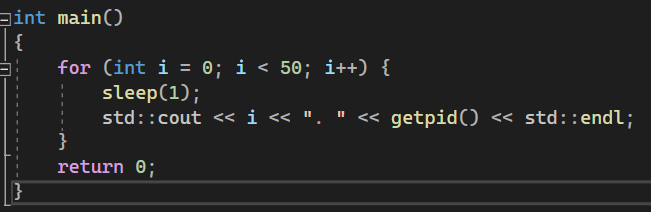 int main()
{
    for (int i = 0; i < 50; i++) {
        sleep(1);
        std::cout << i << ". " << getpid() << std::endl;
    }
    return 0;
}